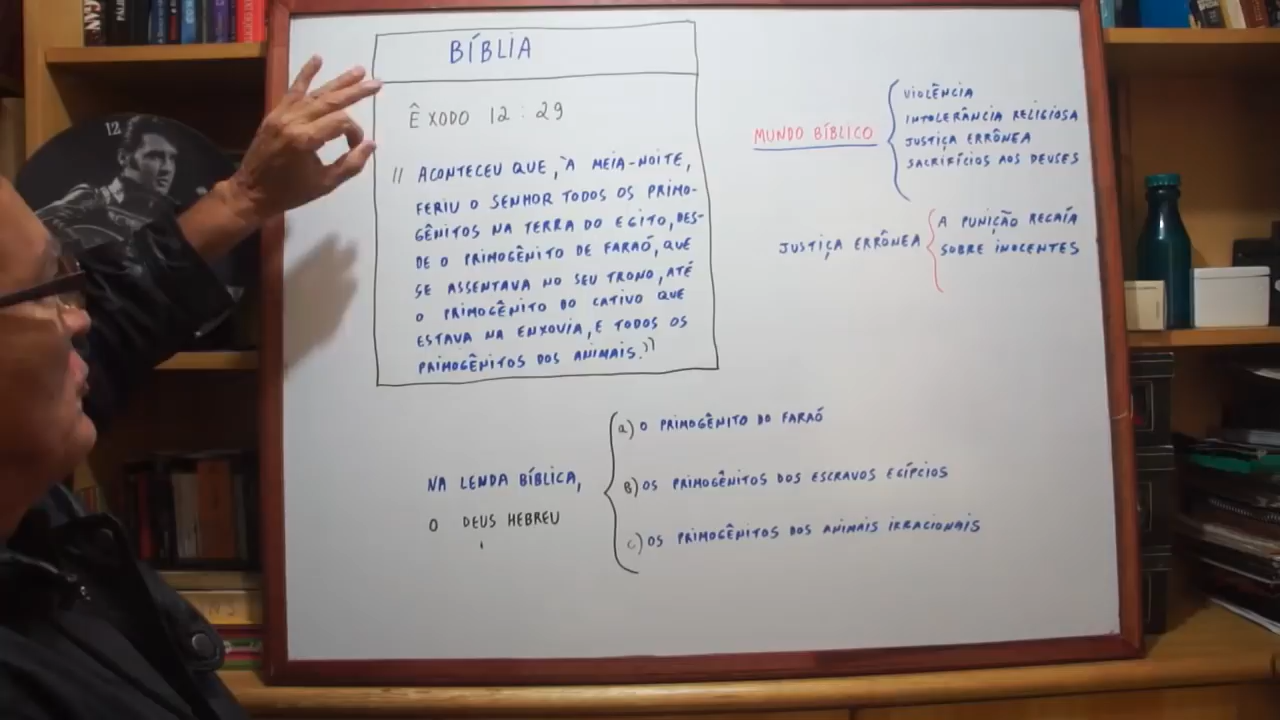 BÍBLIA
ÊXODO 12 : 29
"ACONTECEU QUE, À MEIA-NOITE,
FERIU O SENHOR TODOS OS PRIMO-
GÊNITOS NA TERRA DO EGITO, DES-
DE O PRIMOGÊNITO DE FARAÓ, QUE
SE ASSENTAVA NO SEU TRONO, ATÉ
O PRIMOGÊNITO DO CATIVO QUE
ESTAVA NA ENXOVIA, E TODOS OS
PRIMOGÊNITOS DOS ANIMAIS."
MUNDO BÍBLICO
VIOLÊNCIA
INTOLERÂNCIA RELIGIOSA
JUSTIÇA ERRÔNEA
SACRIFÍCIOS AOS DEUSES
JUSTIÇA ERRÔNEA
A PUNIÇÃO RECAÍA
SOBRE INOCENTES
NA LENDA BÍBLICA,
O DEUS HEBREU
a) O PRIMOGÊNITO DO FARAÓ
B) OS PRIMOGÊNITOS DOS ESCRAVOS EGÍPCIOS
C) OS PRIMOGÊNITOS DOS ANIMAIS IRRACIONAIS
12